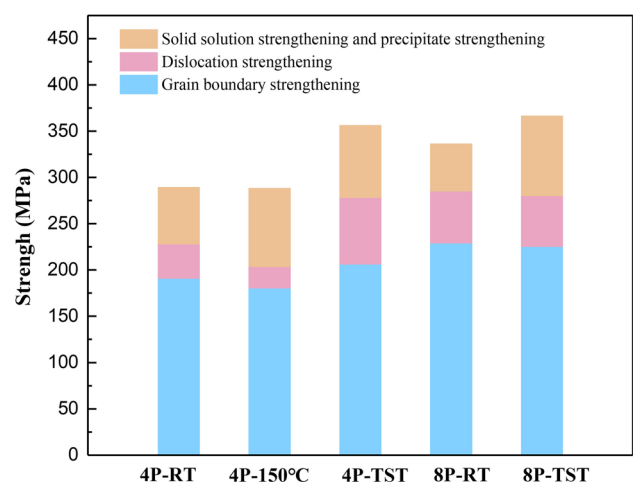 Strengh (MPa)
450
400
350
300
250
200
150
100
50
0
Solid solution strengthening and precipitate strengthening
Dislocation strengthening
Grain boundary strengthening
4P-RT 4P-150℃ 4P-TST 8P-RT 8P-TST